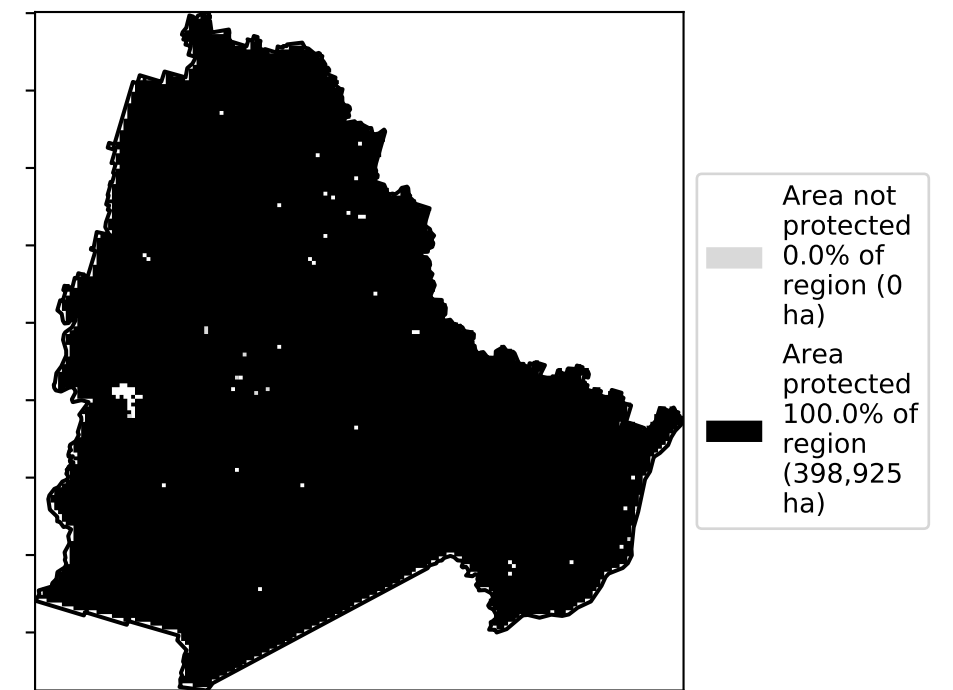 Area not
protected
0.0% of
region (0
ha)
Area
protected
100.0% of
region
(398,925
ha)